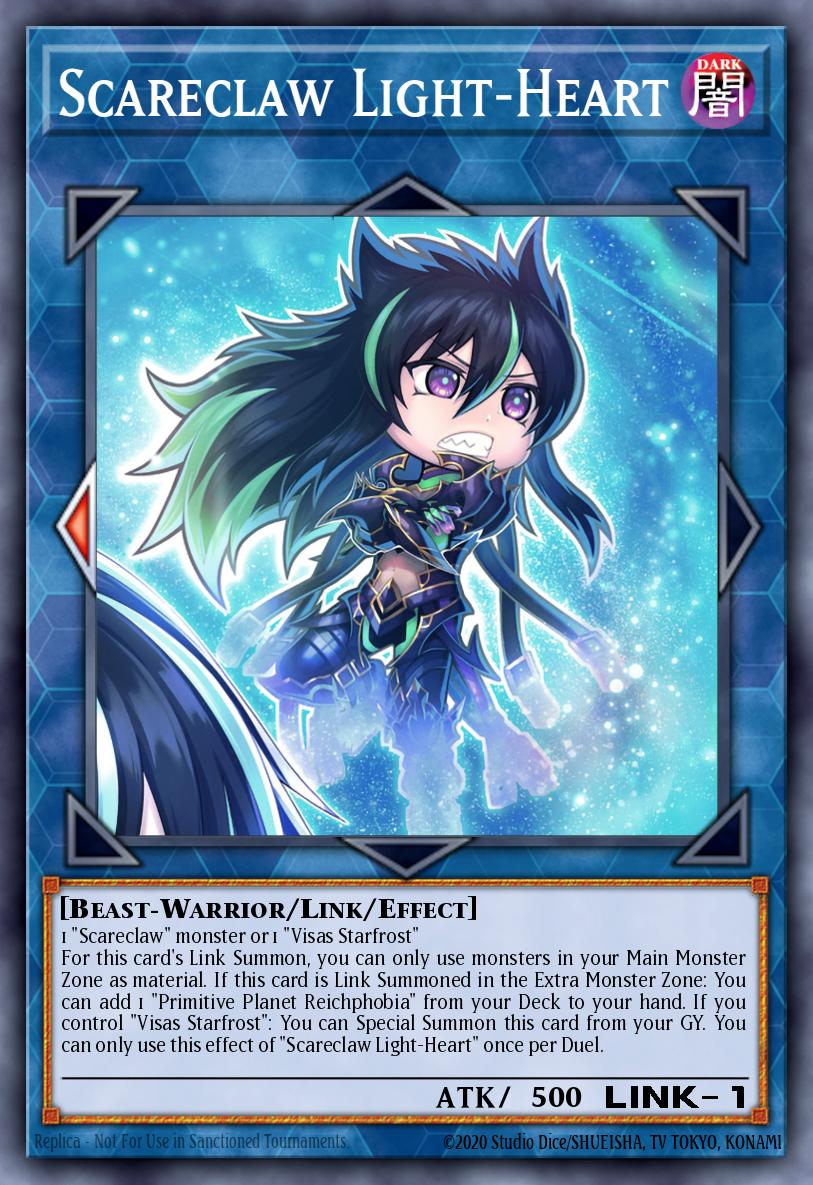 Scareclaw Light-Heart
DARK
闇
[Beast-Warrior/Link/Effect]
1 "Scareclaw" monster or 1 "Visas Starfrost"
For this card's Link Summon, you can only use monsters in your Main Monster
Zone as material. If this card is Link Summoned in the Extra Monster Zone: You
can add 1 "Primitive Planet Reichphobia" from your Deck to your hand. If you
control "Visas Starfrost": You can Special Summon this card from your GY. You
can only use this effect of "Scareclaw Light-Heart" once per Duel.
ATK/ 500 LINK-1
Replica - Not For Use in Sanctioned Tournaments.
©2020 Studio Dice/SHUEISHA, TV TOKYO, KONAMI